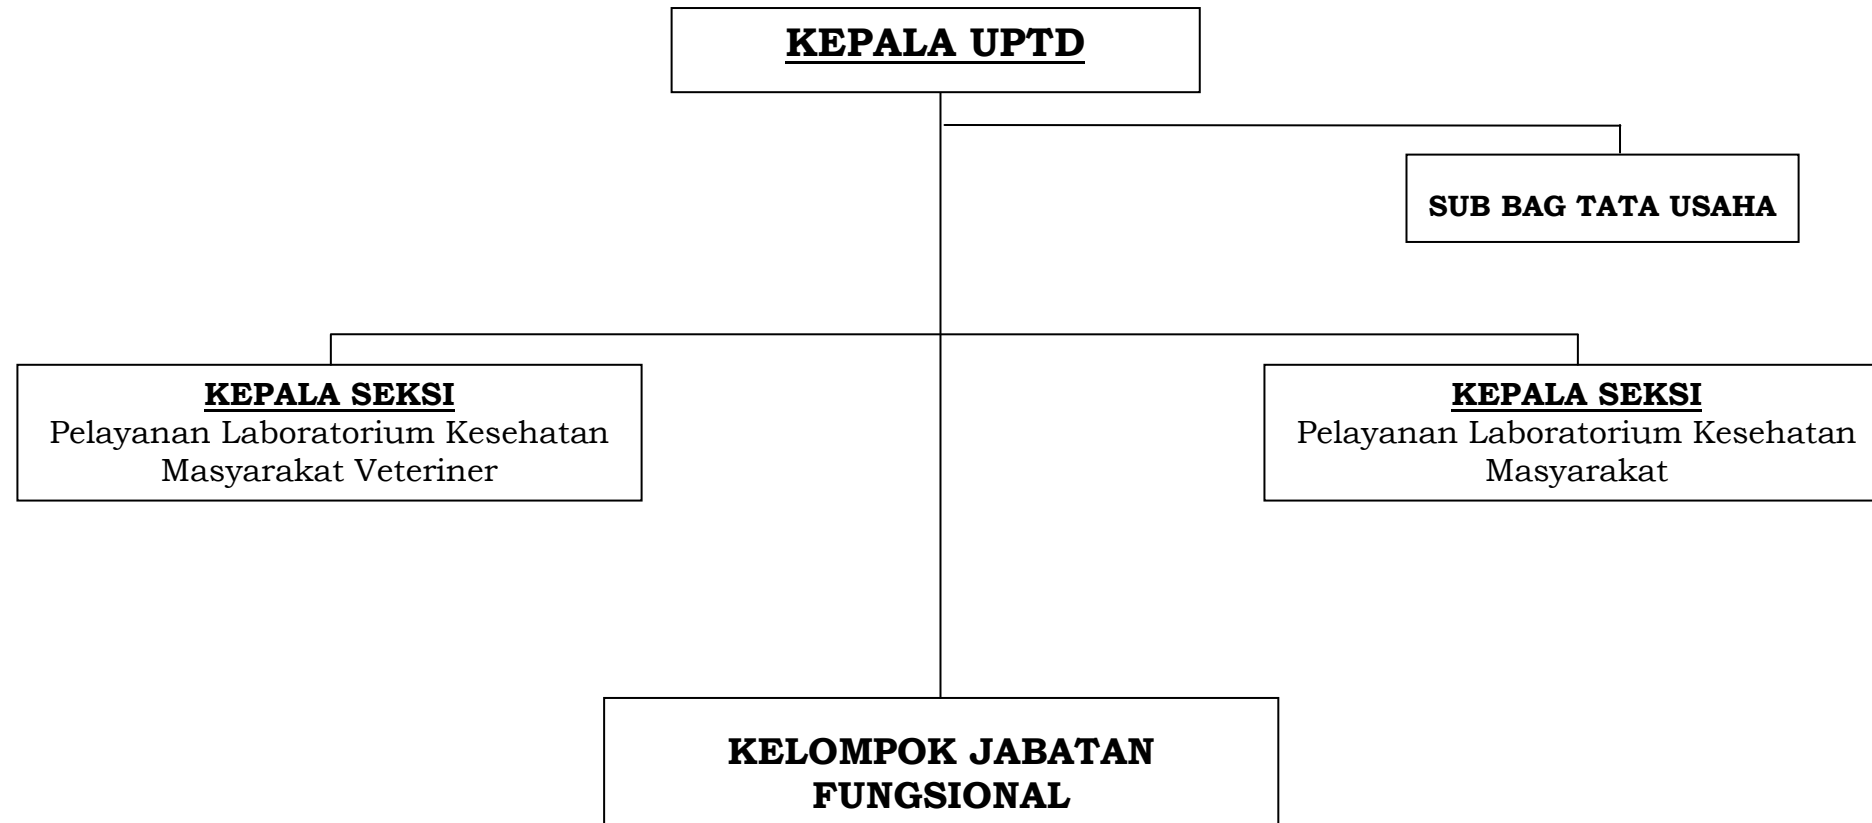 KEPALA UPTD
SUB BAG TATA USAHA
KEPALA SEKSI
Pelayanan Laboratorium Kesehatan
Masyarakat Veteriner
KEPALA SEKSI
Pelayanan Laboratorium Kesehatan
Masyarakat
KELOMPOK JABATAN
FUNGSIONAL